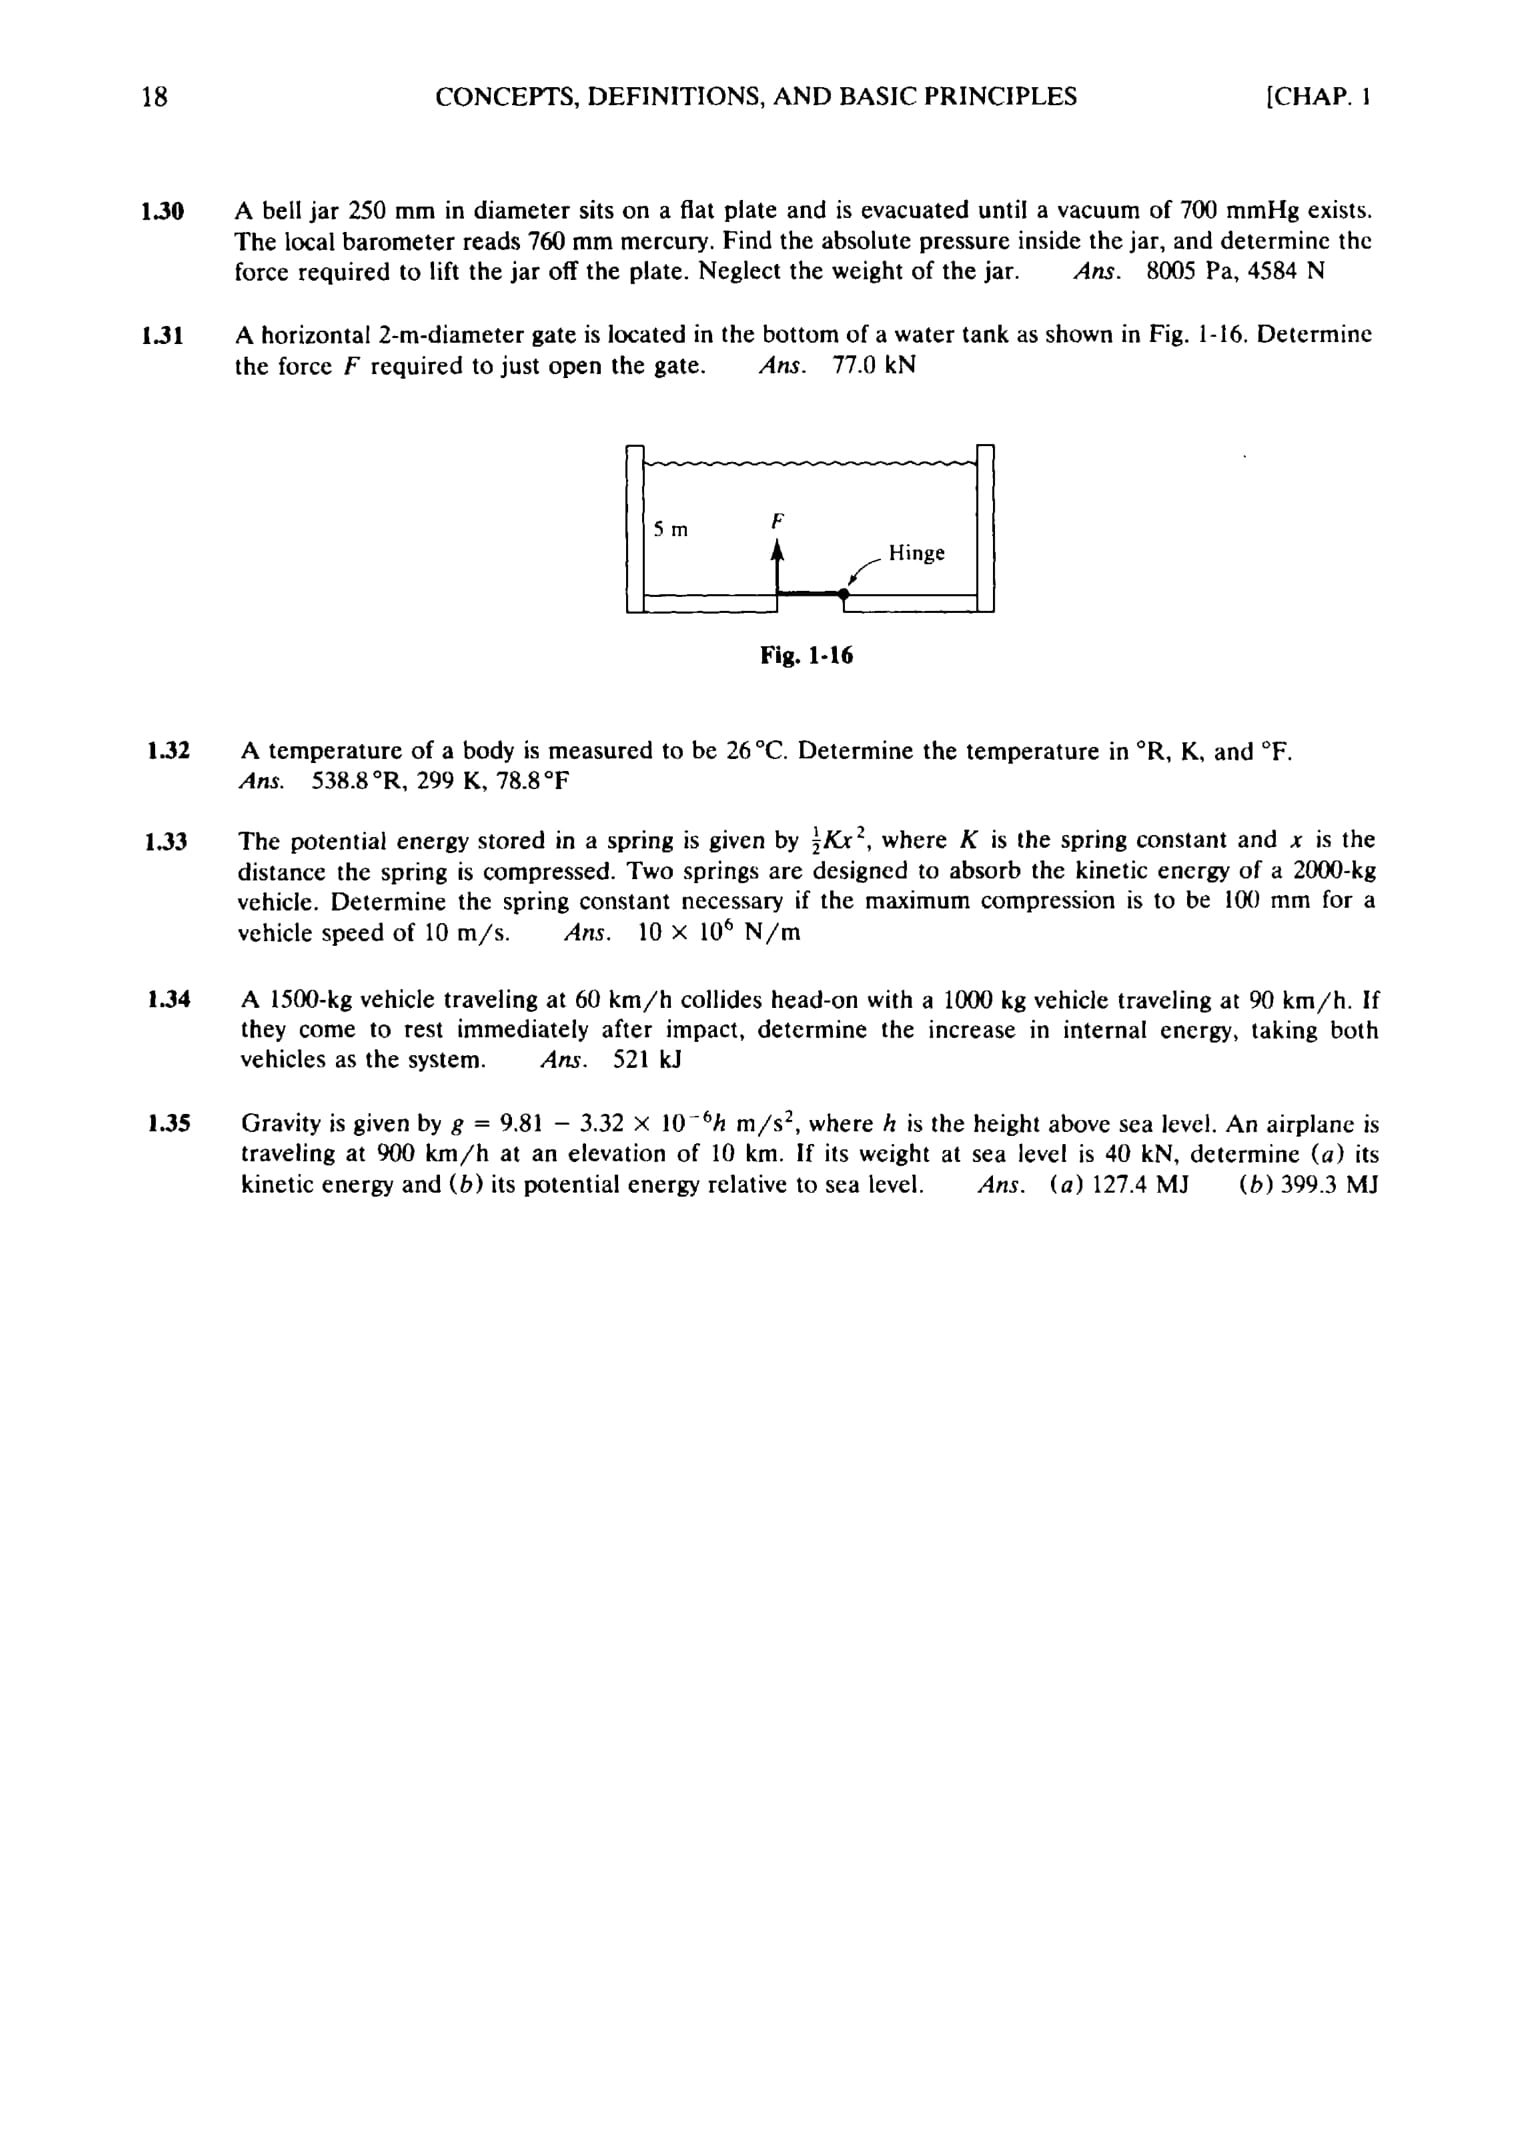 18 CONCEPTS, DEFINITIONS, AND BASIC PRINCIPLES [CHAP. 1
1.30 A bell jar 250 mm in diameter sits on a flat plate and is evacuated until a vacuum of 700 mmHg exists.
The local barometer reads 760 mm mercury. Find the absolute pressure inside the jar, and determine the
force required to lift the jar off the plate. Neglect the weight of the jar. Ans. 8005 Pa, 4584 N
1.31 A horizontal 2-m-diameter gate is located in the bottom of a water tank as shown in Fig. 1-16. Determine
the force F required to just open the gate. Ans. 77.0 kN
5 m
F
Hinge
Fig. 1-16
1.32 A temperature of a body is measured to be 26 °C. Determine the temperature in °R, K, and °F.
Ans. 538.8 °R, 299 K, 78.8 °F
1.33 The potential energy stored in a spring is given by ½Kx², where K is the spring constant and x is the
distance the spring is compressed. Two springs are designed to absorb the kinetic energy of a 2000-kg
vehicle. Determine the spring constant necessary if the maximum compression is to be 100 mm for a
vehicle speed of 10 m/s. Ans. 10 × 10⁶ N/m
1.34 A 1500-kg vehicle traveling at 60 km/h collides head-on with a 1000 kg vehicle traveling at 90 km/h. If
they come to rest immediately after impact, determine the increase in internal energy, taking both
vehicles as the system. Ans. 521 kJ
1.35 Gravity is given by g = 9.81 − 3.32 × 10⁻⁶h m/s², where h is the height above sea level. An airplane is
traveling at 900 km/h at an elevation of 10 km. If its weight at sea level is 40 kN, determine (a) its
kinetic energy and (b) its potential energy relative to sea level. Ans. (a) 127.4 MJ (b) 399.3 MJ